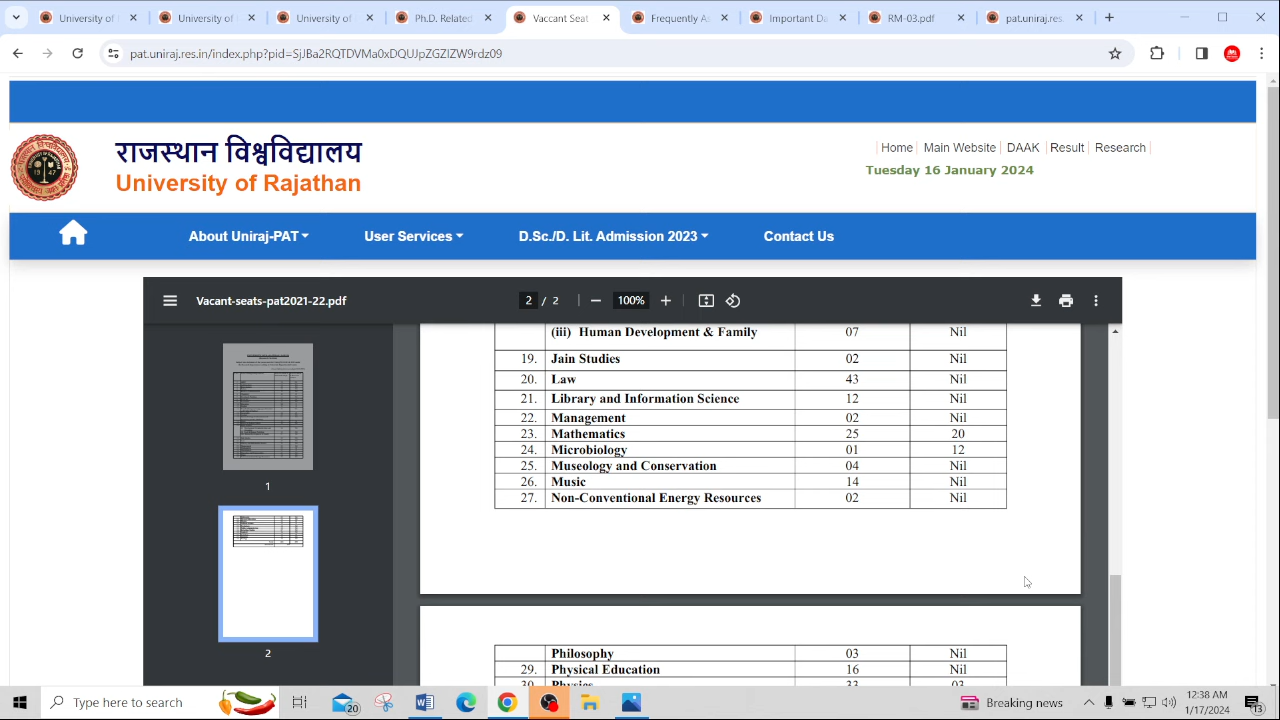 University of
University of
University of
Ph.D. Related
Vaccant Seats
Frequently As
Important Da
RM-03.pdf
pat.uniraj.res.
pat.uniraj.res.in/index.php?pid=SjJBa2RQTDVMa0xDQUJpZGZIZW9rdz09
राजस्थान विश्वविद्यालय
University of Rajathan
Home
Main Website
DAAK
Result
Research
Tuesday 16 January 2024
About Uniraj-PAT
User Services
D.Sc./D. Lit. Admission 2023
Contact Us
Vacant-seats-pat2021-22.pdf
2 / 2
100%
1
2
(iii) Human Development & Family 07 Nil
19. Jain Studies 02 Nil
20. Law 43 Nil
21. Library and Information Science 12 Nil
22. Management 02 Nil
23. Mathematics 25 20
24. Microbiology 01 12
25. Museology and Conservation 04 Nil
26. Music 14 Nil
27. Non-Conventional Energy Resources 02 Nil
Philosophy 03 Nil
29. Physical Education 16 Nil
30. Physics 33 03
Type here to search
20
Breaking news
12:38 AM
1/17/2024
13